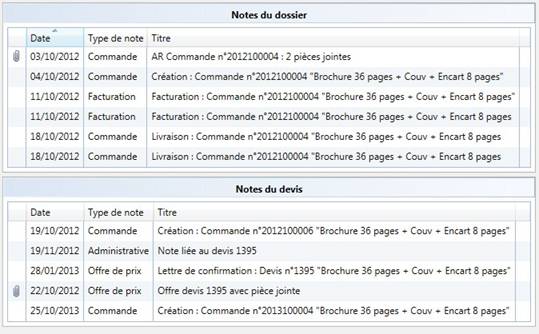 Notes du dossier
Date Type de note Titre
03/10/2012 Commande AR Commande n°2012100004 : 2 pièces jointes
04/10/2012 Commande Création : Commande n°2012100004 "Brochure 36 pages + Couv + Encart 8 pages"
11/10/2012 Facturation Facturation : Commande n°2012100004 "Brochure 36 pages + Couv + Encart 8 pages"
11/10/2012 Commande Facturation : Commande n°2012100004 "Brochure 36 pages + Couv + Encart 8 pages"
18/10/2012 Commande Livraison : Commande n°2012100004 "Brochure 36 pages + Couv + Encart 8 pages
18/10/2012 Commande Livraison : Commande n°2012100004 "Brochure 36 pages + Couv + Encart 8 pages
Notes du devis
Date Type de note Titre
19/10/2012 Commande Création : Commande n°2012100006 "Brochure 36 pages + Couv + Encart 8 pages"
19/11/2012 Administrative Note liée au devis 1395
28/01/2013 Offre de prix Lettre de confirmation : Devis n°1395 "Brochure 36 pages + Couv + Encart 8 pages"
22/10/2012 Offre de prix Offre devis 1395 avec pièce jointe
25/10/2013 Commande Création : Commande n°2013100004 "Brochure 36 pages + Couv + Encart 8 pages"